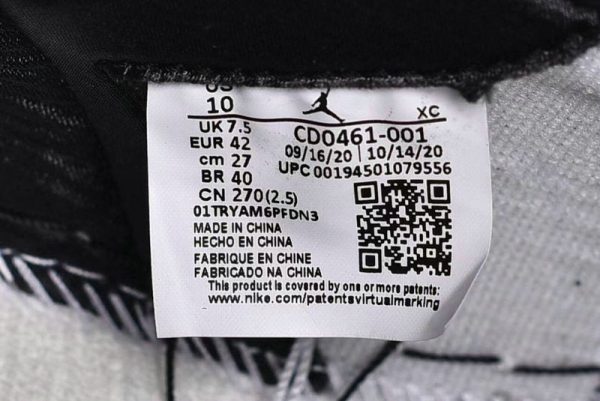 US
10
XC
UK 7.5
EUR 42
cm 27
BR 40
CN 270 (2.5)
01TRYAM6PFDN3
CD0461-001
09/16/20 | 10/14/20
UPC 00194501079556
MADE IN CHINA
HECHO EN CHINA
FABRIQUE EN CHINE
FABRICADO NA CHINA
This product is covered by one or more patents:
www.nike.com/patentsvirtualmarking